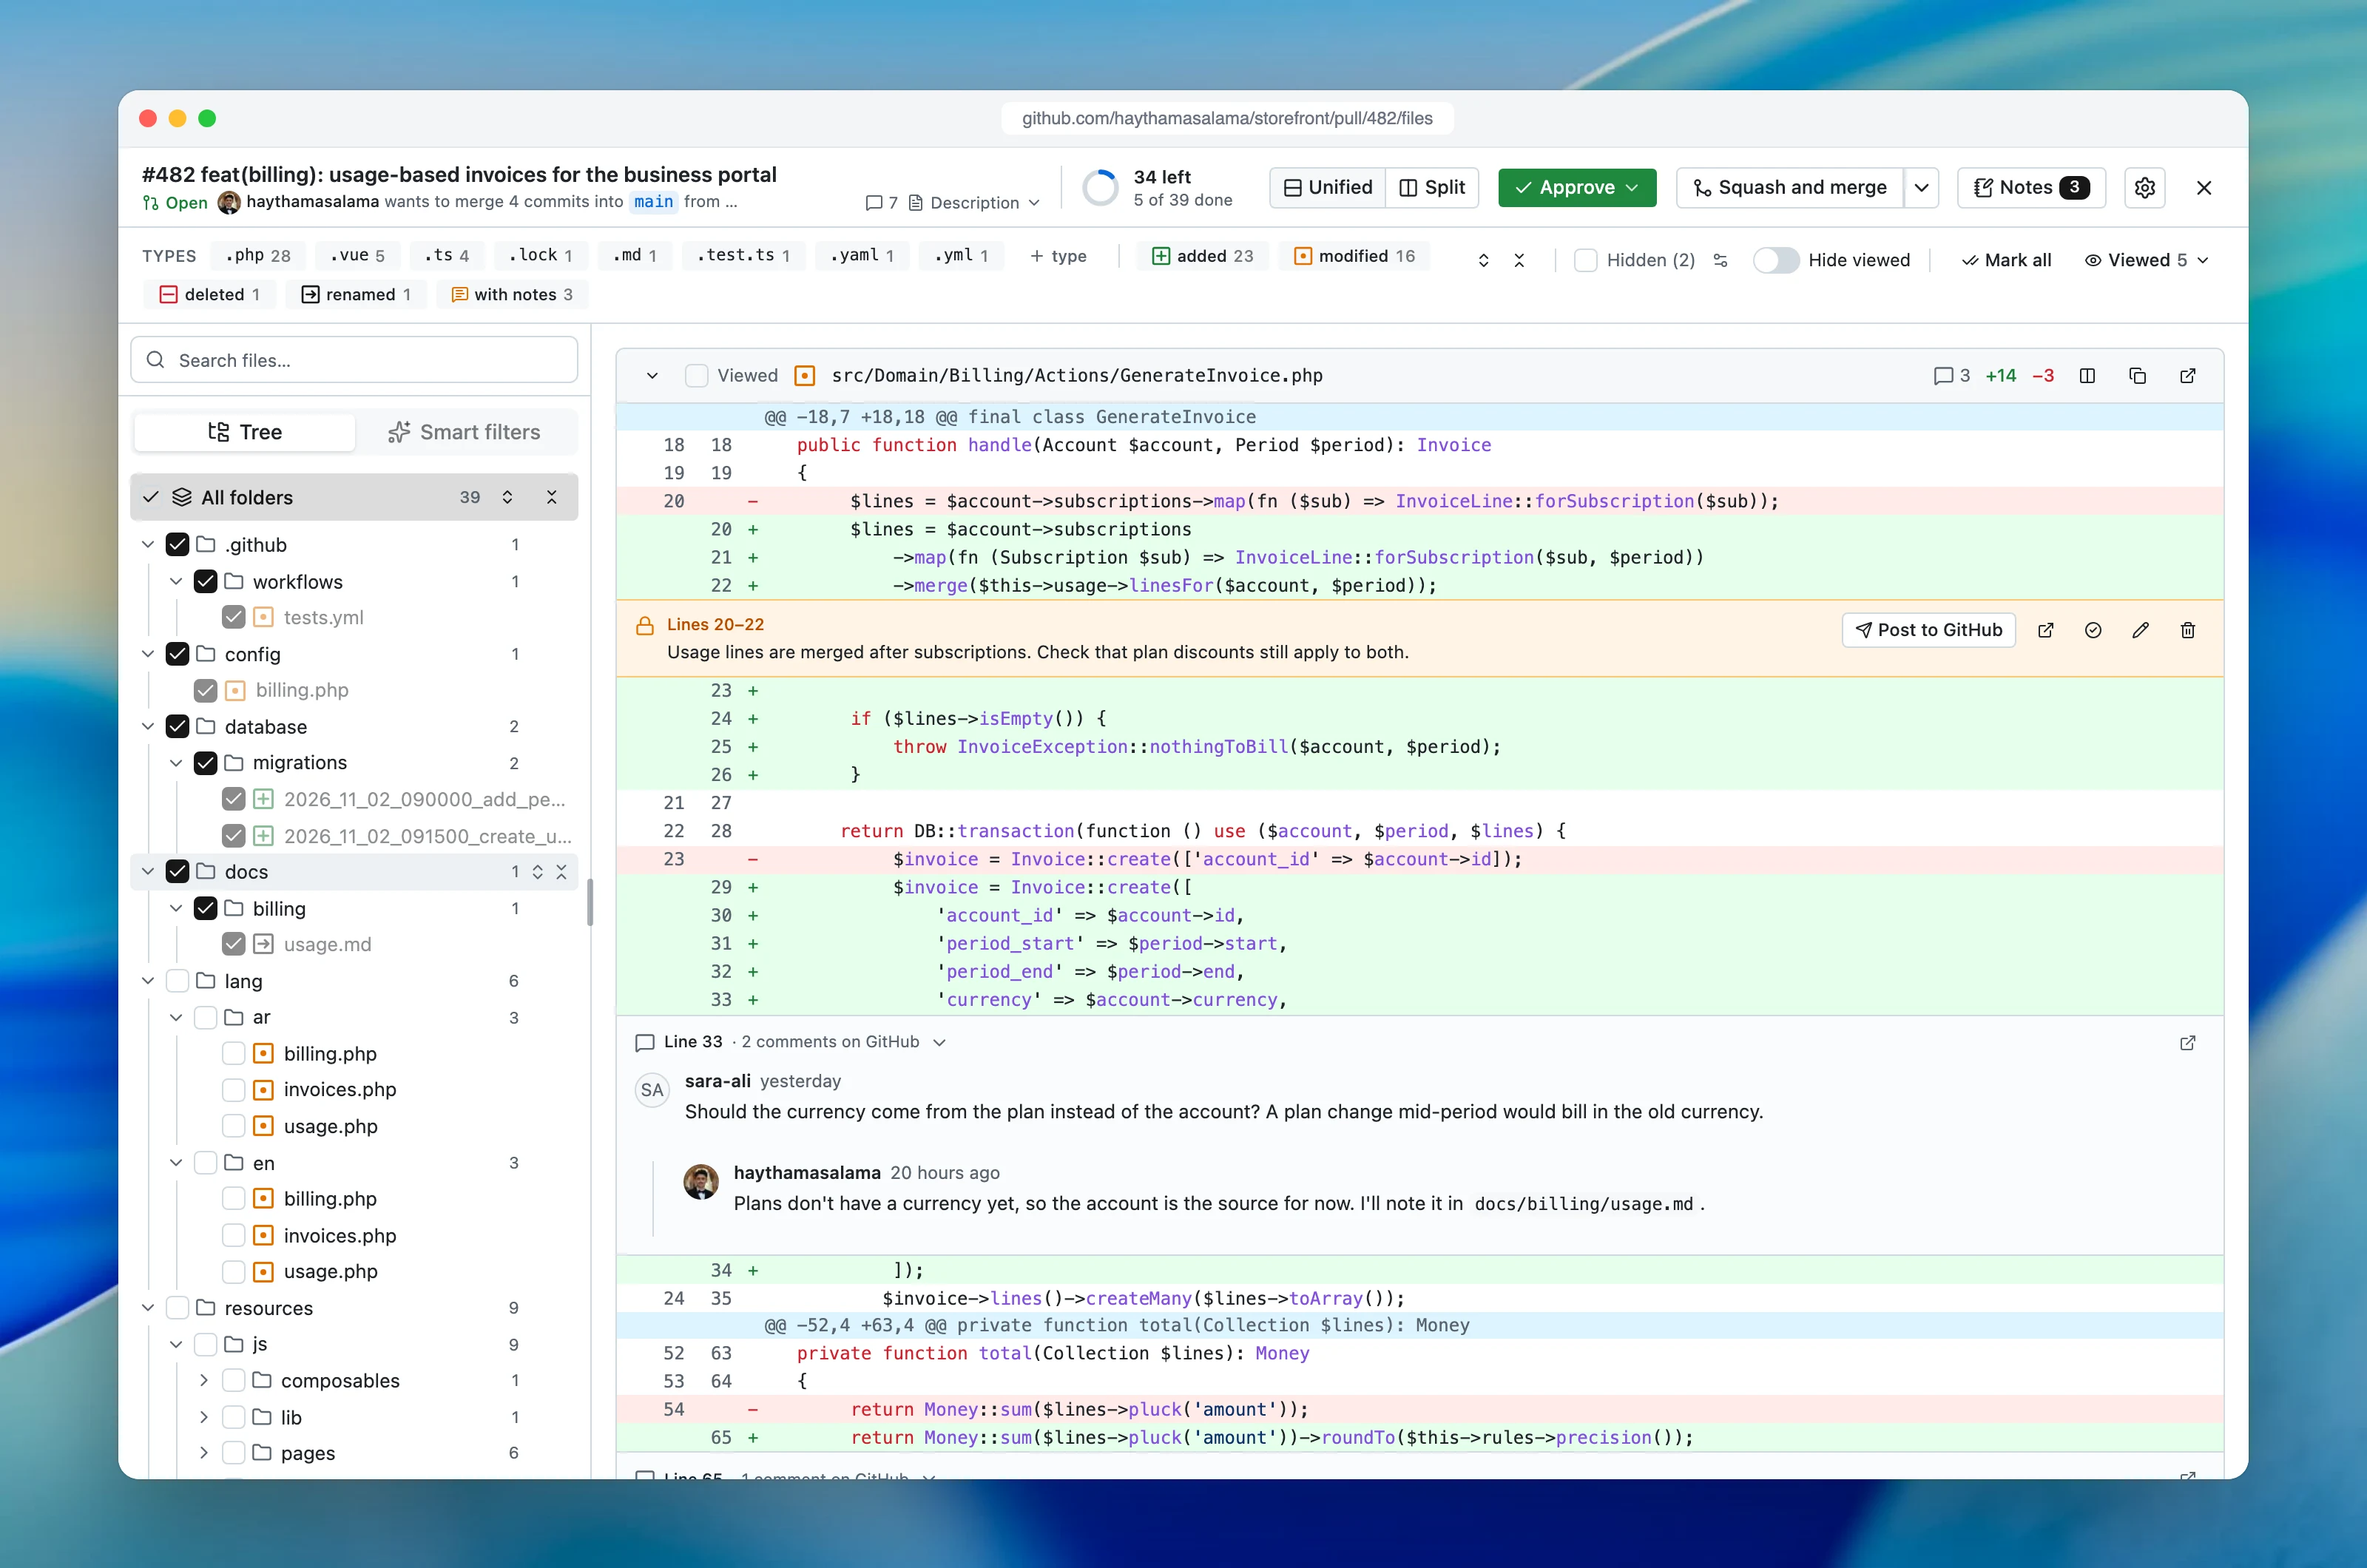 github.com/haythamasalama/storefront/pull/482/files
#482 feat(billing): usage-based invoices for the business portal
Open haythamasalama wants to merge 4 commits into main from ...
7 Description
34 left
5 of 39 done
Unified Split
Approve
Squash and merge
Notes 3
TYPES .php 28 .vue 5 .ts 4 .lock 1 .md 1 .test.ts 1 .yaml 1 .yml 1 + type added 23 modified 16
Hidden (2) Hide viewed Mark all Viewed 5
deleted 1 renamed 1 with notes 3
Search files...
Tree Smart filters
All folders 39
.github 1
workflows 1
tests.yml
config 1
billing.php
database 2
migrations 2
2026_11_02_090000_add_pe...
2026_11_02_091500_create_u...
docs 1
billing 1
usage.md
lang 6
ar 3
billing.php
invoices.php
usage.php
en 3
billing.php
invoices.php
usage.php
resources 9
js 9
composables 1
lib 1
pages 6
Viewed src/Domain/Billing/Actions/GenerateInvoice.php 3 +14 −3
@@ −18,7 +18,18 @@ final class GenerateInvoice
18 18 public function handle(Account $account, Period $period): Invoice
19 19 {
20 − $lines = $account->subscriptions->map(fn ($sub) => InvoiceLine::forSubscription($sub));
20 + $lines = $account->subscriptions
21 + ->map(fn (Subscription $sub) => InvoiceLine::forSubscription($sub, $period))
22 + ->merge($this->usage->linesFor($account, $period));
Lines 20–22
Usage lines are merged after subscriptions. Check that plan discounts still apply to both.
Post to GitHub
23 +
24 + if ($lines->isEmpty()) {
25 + throw InvoiceException::nothingToBill($account, $period);
26 + }
21 27
22 28 return DB::transaction(function () use ($account, $period, $lines) {
23 − $invoice = Invoice::create(['account_id' => $account->id]);
29 + $invoice = Invoice::create([
30 + 'account_id' => $account->id,
31 + 'period_start' => $period->start,
32 + 'period_end' => $period->end,
33 + 'currency' => $account->currency,
Line 33 · 2 comments on GitHub
SA sara-ali yesterday
Should the currency come from the plan instead of the account? A plan change mid-period would bill in the old currency.
haythamasalama 20 hours ago
Plans don't have a currency yet, so the account is the source for now. I'll note it in docs/billing/usage.md .
34 + ]);
24 35 $invoice->lines()->createMany($lines->toArray());
@@ −52,4 +63,4 @@ private function total(Collection $lines): Money
52 63 private function total(Collection $lines): Money
53 64 {
54 − return Money::sum($lines->pluck('amount'));
65 + return Money::sum($lines->pluck('amount'))->roundTo($this->rules->precision());
Line 65 · 1 comment on GitHub